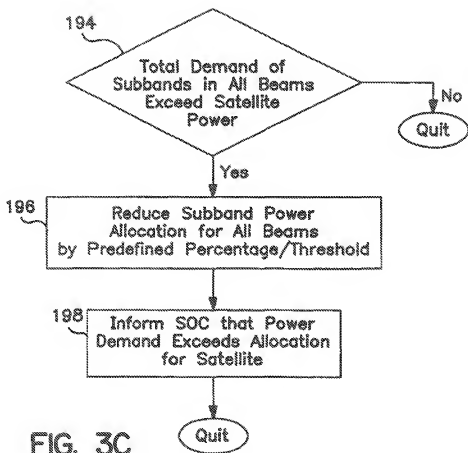 194
Total Demand of
Subbands in All Beams
Exceed Satellite
Power
No
Quit
Yes
196
Reduce Subband Power
Allocation for All Beams
by Predefined Percentage/Threshold
198
Inform SOC that Power
Demand Exceeds Allocation
for Satellite
Quit
FIG. 3C